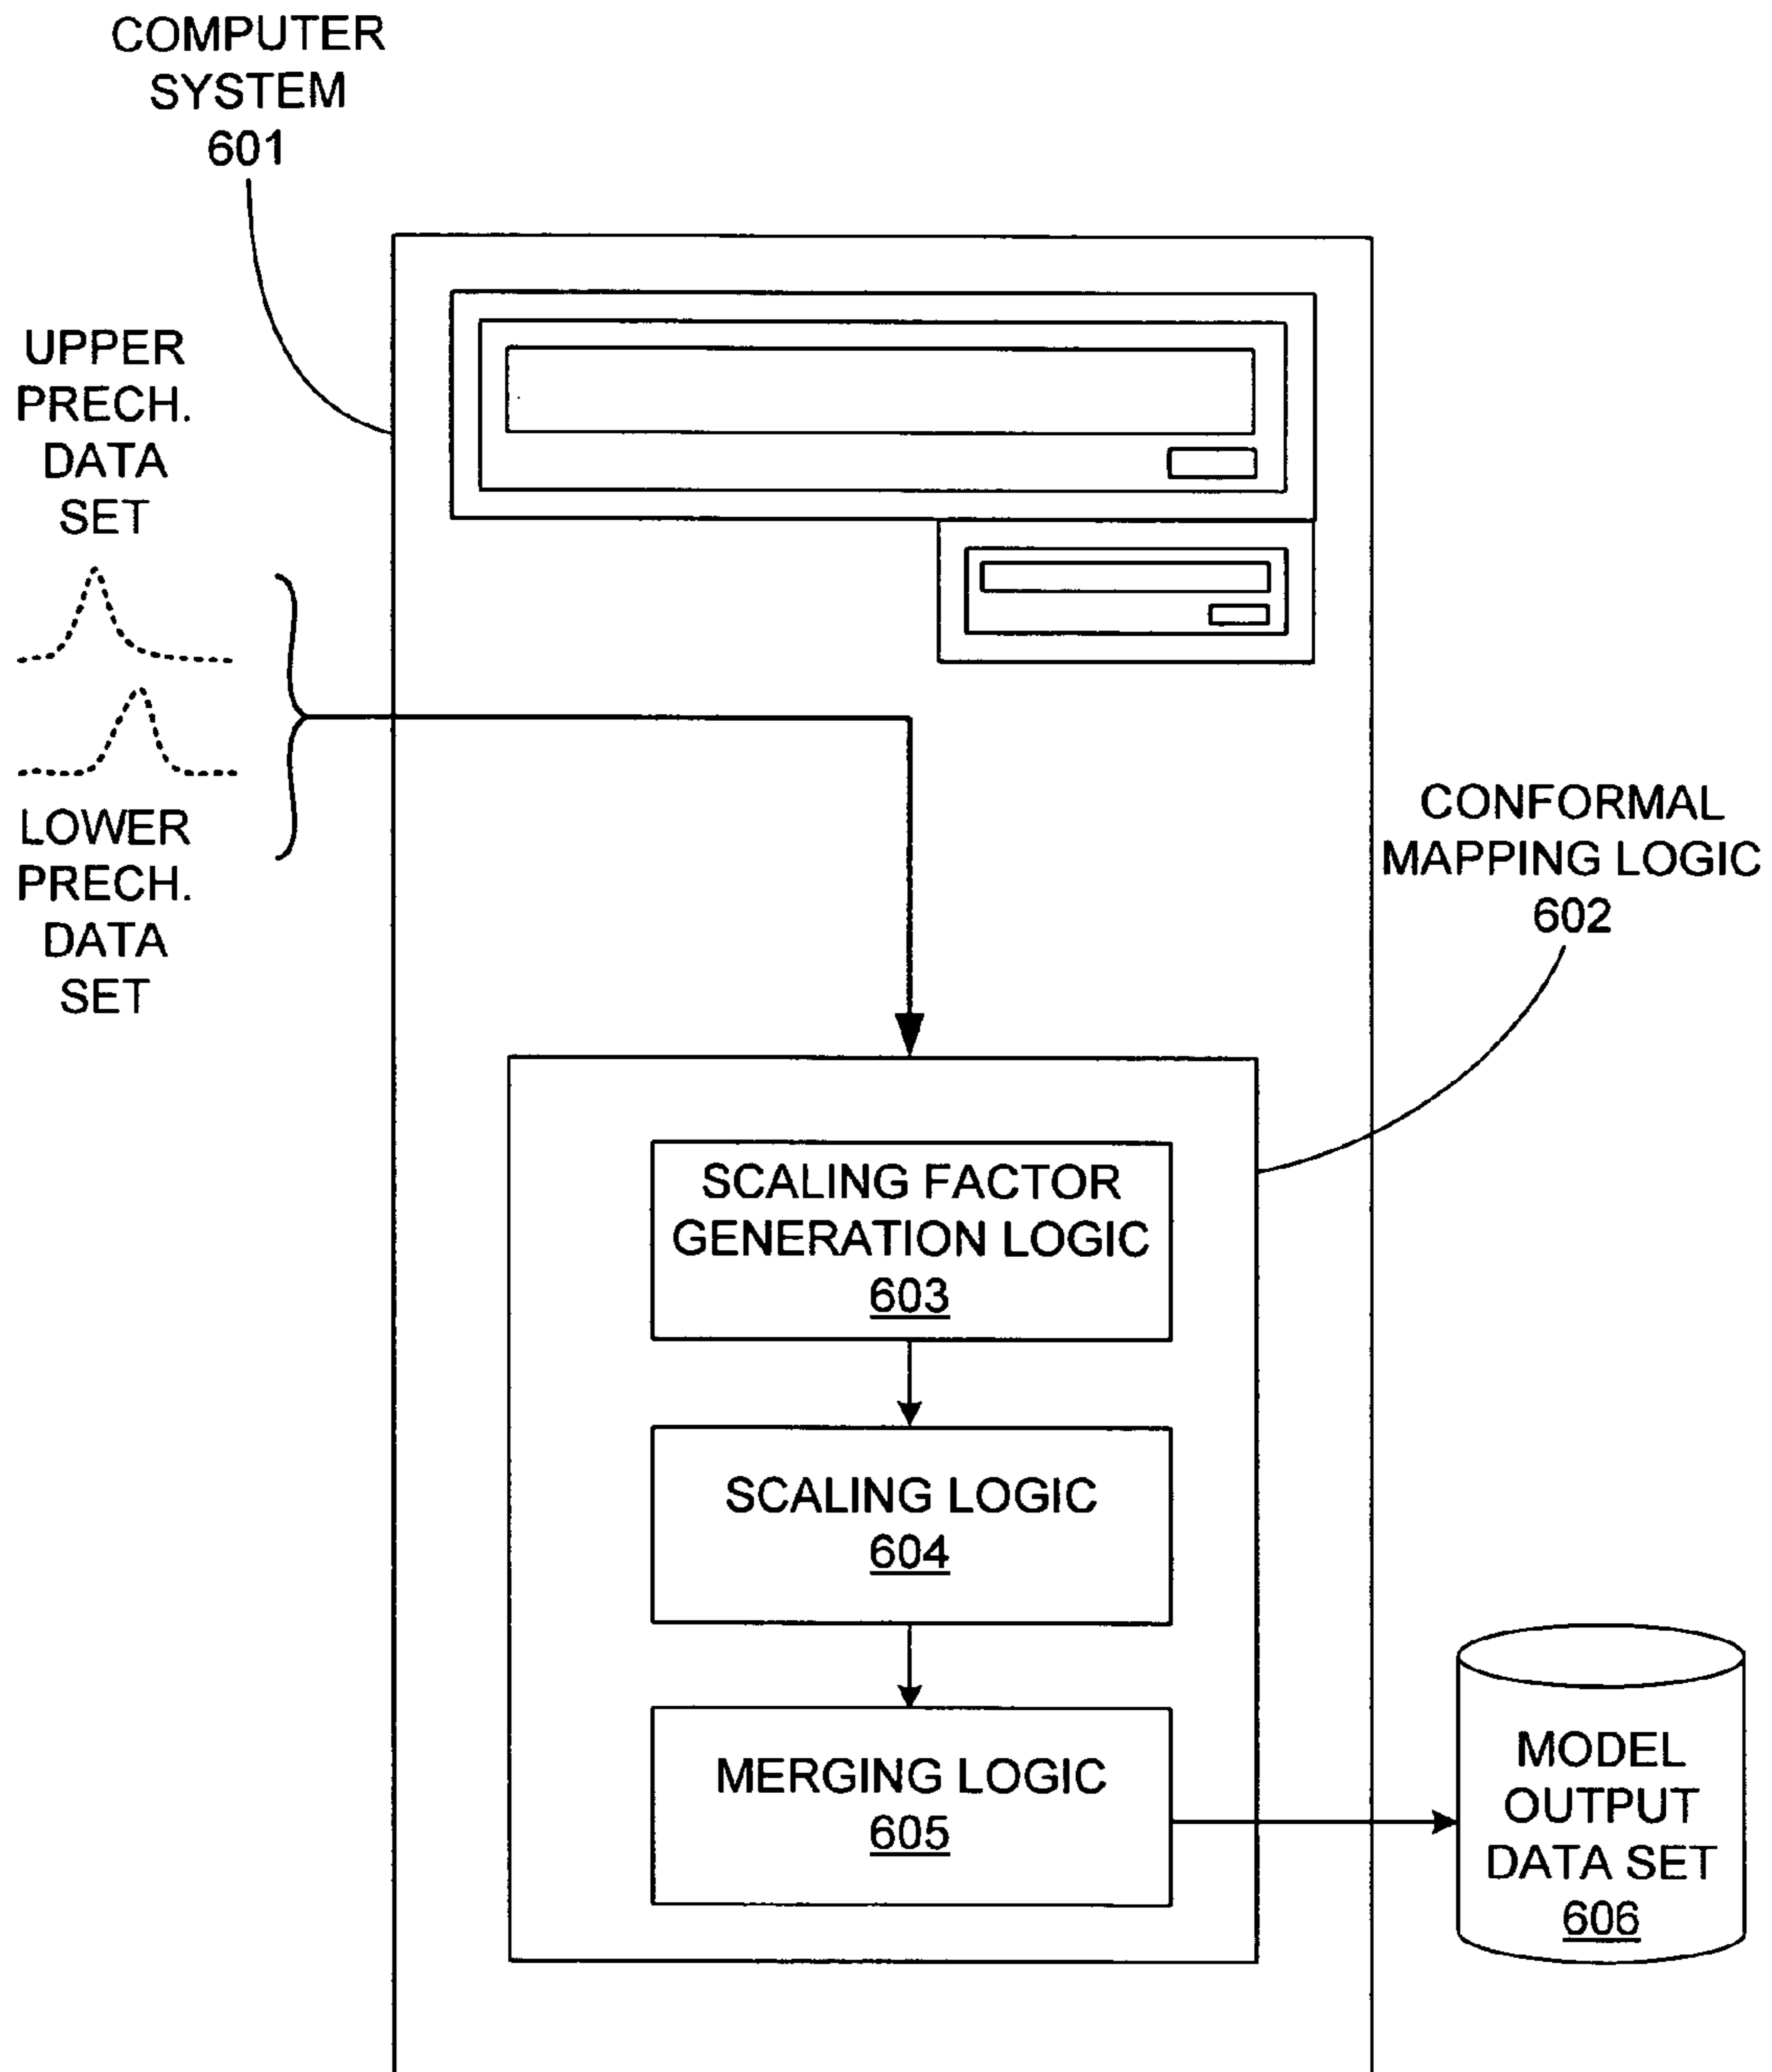 COMPUTER
SYSTEM
601
UPPER
PRECH.
DATA
SET
LOWER
PRECH.
DATA
SET
CONFORMAL
MAPPING LOGIC
602
SCALING FACTOR
GENERATION LOGIC
603
SCALING LOGIC
604
MERGING LOGIC
605
MODEL
OUTPUT
DATA SET
606